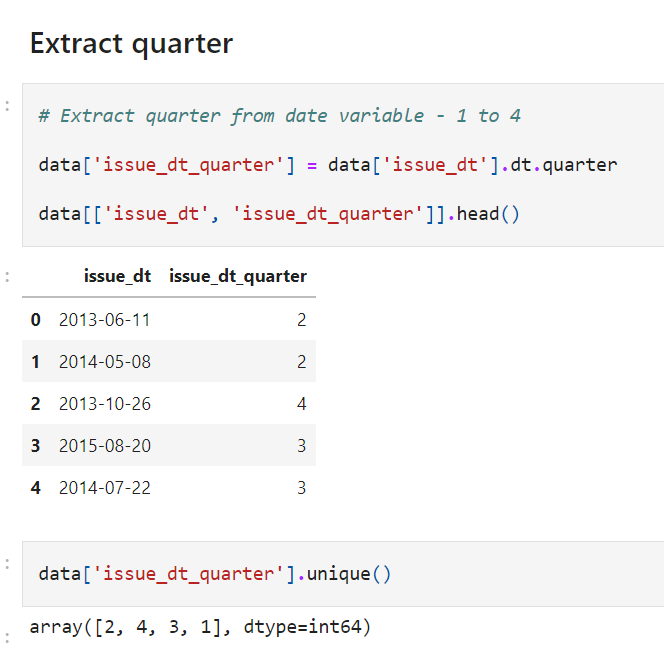 Extract quarter
# Extract quarter from date variable - 1 to 4
data['issue_dt_quarter'] = data['issue_dt'].dt.quarter
data[['issue_dt', 'issue_dt_quarter']].head()
issue_dt issue_dt_quarter
0 2013-06-11 2
1 2014-05-08 2
2 2013-10-26 4
3 2015-08-20 3
4 2014-07-22 3
data['issue_dt_quarter'].unique()
array([2, 4, 3, 1], dtype=int64)